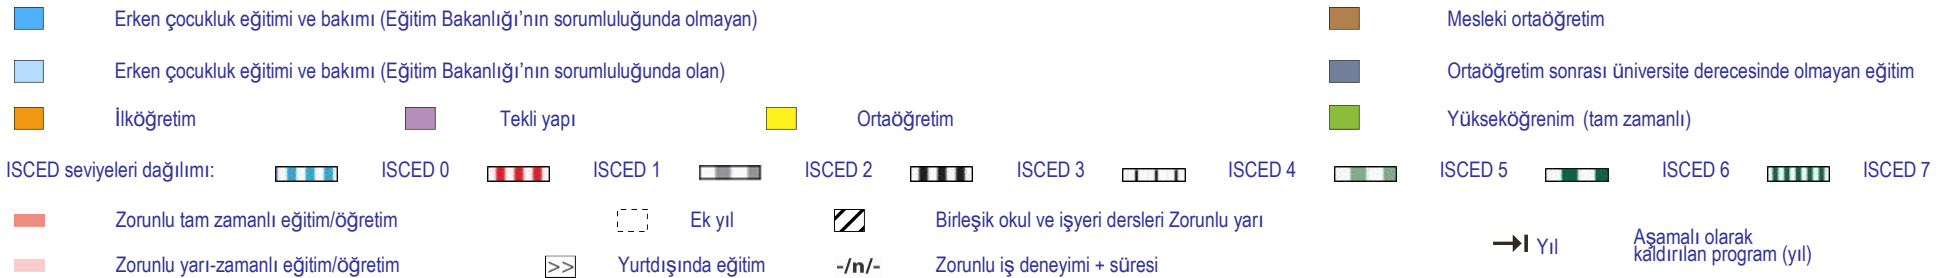 Erken çocukluk eğitimi ve bakımı (Eğitim Bakanlığı’nın sorumluluğunda olmayan)
Mesleki ortaöğretim
Erken çocukluk eğitimi ve bakımı (Eğitim Bakanlığı’nın sorumluluğunda olan)
Ortaöğretim sonrası üniversite derecesinde olmayan eğitim
İlköğretim
Tekli yapı
Ortaöğretim
Yükseköğrenim (tam zamanlı)
ISCED seviyeleri dağılımı:
ISCED 0
ISCED 1
ISCED 2
ISCED 3
ISCED 4
ISCED 5
ISCED 6
ISCED 7
Zorunlu tam zamanlı eğitim/öğretim
Ek yıl
Birleşik okul ve işyeri dersleri Zorunlu yarı
Yıl
Aşamalı olarak
kaldırılan program (yıl)
Zorunlu yarı-zamanlı eğitim/öğretim
>>
Yurtdışında eğitim
-/n/-
Zorunlu iş deneyimi + süresi